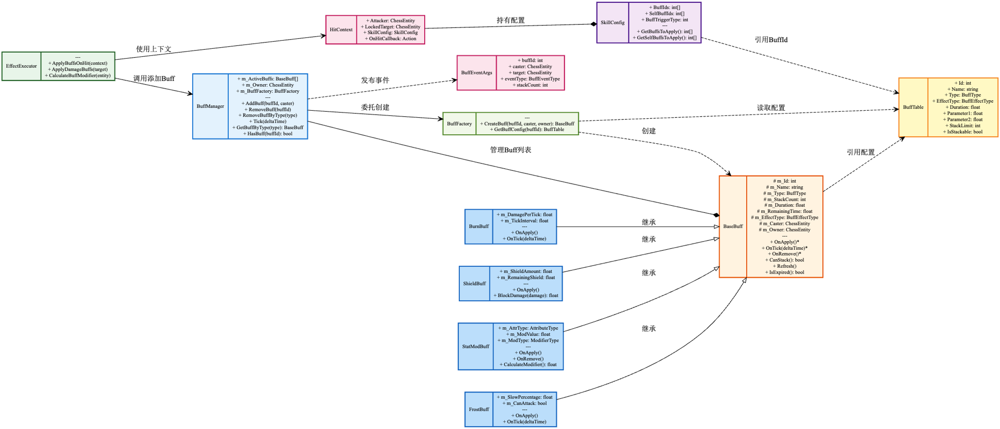 EffectExecutor
---
+ ApplyBuffsOnHit(context)
+ ApplyDamageBuffs(target)
+ CalculateBuffModifier(entity)
使用上下文
调用添加Buff
HitContext
+ Attacker: ChessEntity
+ LockedTarget: ChessEntity
+ SkillConfig: SkillConfig
+ OnHitCallback: Action
持有配置
SkillConfig
+ BuffIds: int[]
+ SelfBuffIds: int[]
+ BuffTriggerType: int
---
+ GetBuffsToApply(): int[]
+ GetSelfBuffsToApply(): int[]
引用BuffId
BuffManager
+ m_ActiveBuffs: BaseBuff[]
+ m_Owner: ChessEntity
+ m_BuffFactory: BuffFactory
---
+ AddBuff(buffId, caster)
+ RemoveBuff(buffId)
+ RemoveBuffByType(type)
+ Tick(deltaTime)
+ GetBuffByType(type): BaseBuff
+ HasBuff(buffId): bool
发布事件
委托创建
管理Buff列表
BuffEventArgs
+ buffId: int
+ caster: ChessEntity
+ target: ChessEntity
+ eventType: BuffEventType
+ stackCount: int
BuffFactory
---
+ CreateBuff(buffId, caster, owner): BaseBuff
+ GetBuffConfig(buffId): BuffTable
读取配置
创建
BuffTable
+ Id: int
+ Name: string
+ Type: BuffType
+ EffectType: BuffEffectType
+ Duration: float
+ Parameter1: float
+ Parameter2: float
+ StackLimit: int
+ IsStackable: bool
引用配置
BaseBuff
# m_Id: int
# m_Name: string
# m_Type: BuffType
# m_StackCount: int
# m_Duration: float
# m_RemainingTime: float
# m_EffectType: BuffEffectType
# m_Caster: ChessEntity
# m_Owner: ChessEntity
---
+ OnApply()*
+ OnTick(deltaTime)*
+ OnRemove()*
+ CanStack(): bool
+ Refresh()
+ IsExpired(): bool
BurnBuff
+ m_DamagePerTick: float
+ m_TickInterval: float
---
+ OnApply()
+ OnTick(deltaTime)
继承
ShieldBuff
+ m_ShieldAmount: float
+ m_RemainingShield: float
---
+ OnApply()
+ BlockDamage(damage): float
继承
StatModBuff
+ m_AttrType: AttributeType
+ m_ModValue: float
+ m_ModType: ModifierType
---
+ OnApply()
+ OnRemove()
+ CalculateModifier(): float
继承
FrostBuff
+ m_SlowPercentage: float
+ m_CanAttack: bool
---
+ OnApply()
+ OnTick(deltaTime)
继承